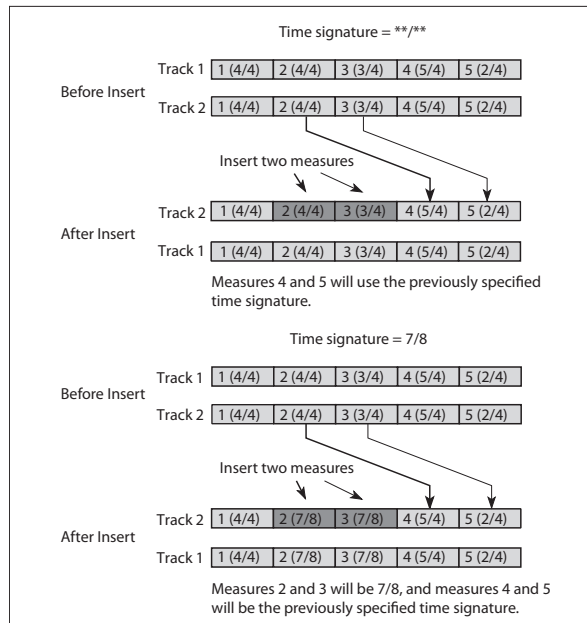 Time signature = **/**
Track 1 1 (4/4) 2 (4/4) 3 (3/4) 4 (5/4) 5 (2/4)
Before Insert
Track 2 1 (4/4) 2 (4/4) 3 (3/4) 4 (5/4) 5 (2/4)
Insert two measures
Track 2 1 (4/4) 2 (4/4) 3 (3/4) 4 (5/4) 5 (2/4)
After Insert
Track 1 1 (4/4) 2 (4/4) 3 (3/4) 4 (5/4) 5 (2/4)
Measures 4 and 5 will use the previously specified
time signature.
Time signature = 7/8
Track 1 1 (4/4) 2 (4/4) 3 (3/4) 4 (5/4) 5 (2/4)
Before Insert
Track 2 1 (4/4) 2 (4/4) 3 (3/4) 4 (5/4) 5 (2/4)
Insert two measures
Track 2 1 (4/4) 2 (7/8) 3 (7/8) 4 (5/4) 5 (2/4)
After Insert
Track 1 1 (4/4) 2 (7/8) 3 (7/8) 4 (5/4) 5 (2/4)
Measures 2 and 3 will be 7/8, and measures 4 and 5
will be the previously specified time signature.